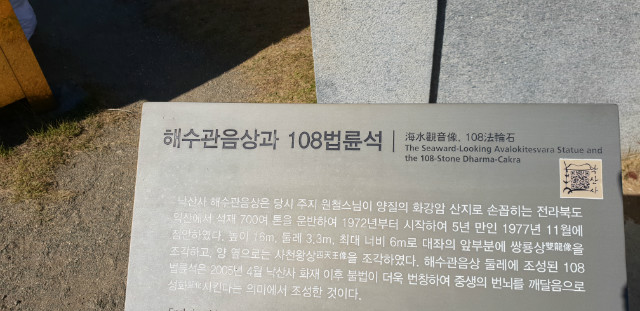 해수관음상과 108법륜석
海水觀音像, 108法輪石
The Seaward-Looking Avalokitesvara Statue and
the 108-Stone Dharma-Cakra
낙산사
낙산사 해수관음상은 당시 주지 원철스님이 양질의 화강암 산지로 손꼽히는 전라북도
익산에서 석재 700여 톤을 운반하여 1972년부터 시작하여 5년 만인 1977년 11월에
점안하였다. 높이 16m, 둘레 3.3m, 최대 너비 6m로 대좌의 앞부분에 쌍룡상雙龍像을
조각하고, 양 옆으로는 사천왕상四天王像을 조각하였다. 해수관음상 둘레에 조성된 108
법륜석은 2005년 4월 낙산사 화재 이후 불법이 더욱 번창하여 중생의 번뇌를 깨달음으로
시킨다는 의미에서 조성한 것이다.